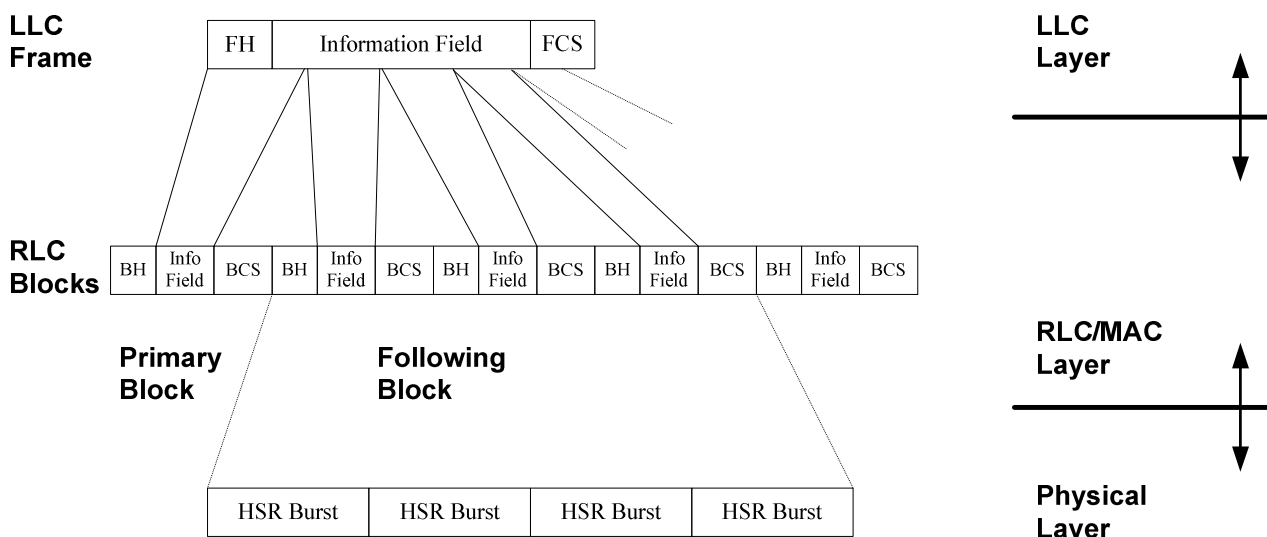 LLC
Frame
FH
Information Field
FCS
LLC
Layer
RLC
Blocks
BH
Info
Field
BCS
BH
Info
Field
BCS
BH
Info
Field
BCS
BH
Info
Field
BCS
BH
Info
Field
BCS
Primary
Block
Following
Block
RLC/MAC
Layer
HSR Burst
HSR Burst
HSR Burst
HSR Burst
Physical
Layer